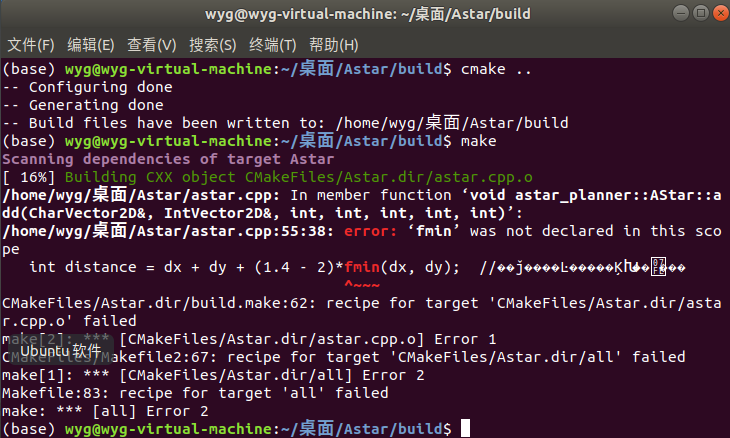 wyg@wyg-virtual-machine: ~/桌面/Astar/build
文件(F) 编辑(E) 查看(V) 搜索(S) 终端(T) 帮助(H)
(base) wyg@wyg-virtual-machine:~/桌面/Astar/build$ cmake ..
-- Configuring done
-- Generating done
-- Build files have been written to: /home/wyg/桌面/Astar/build
(base) wyg@wyg-virtual-machine:~/桌面/Astar/build$ make
Scanning dependencies of target Astar
[ 16%] Building CXX object CMakeFiles/Astar.dir/astar.cpp.o
/home/wyg/桌面/Astar/astar.cpp: In member function ‘void astar_planner::AStar::a
dd(CharVector2D&, IntVector2D&, int, int, int, int, int)’:
/home/wyg/桌面/Astar/astar.cpp:55:38: error: ‘fmin’ was not declared in this sco
pe
int distance = dx + dy + (1.4 - 2)*fmin(dx, dy); //
^~~~
CMakeFiles/Astar.dir/build.make:62: recipe for target 'CMakeFiles/Astar.dir/asta
r.cpp.o' failed
make[2]: *** [CMakeFiles/Astar.dir/astar.cpp.o] Error 1
Ubuntu 软件
CMakeFiles/Makefile2:67: recipe for target 'CMakeFiles/Astar.dir/all' failed
make[1]: *** [CMakeFiles/Astar.dir/all] Error 2
Makefile:83: recipe for target 'all' failed
make: *** [all] Error 2
(base) wyg@wyg-virtual-machine:~/桌面/Astar/build$